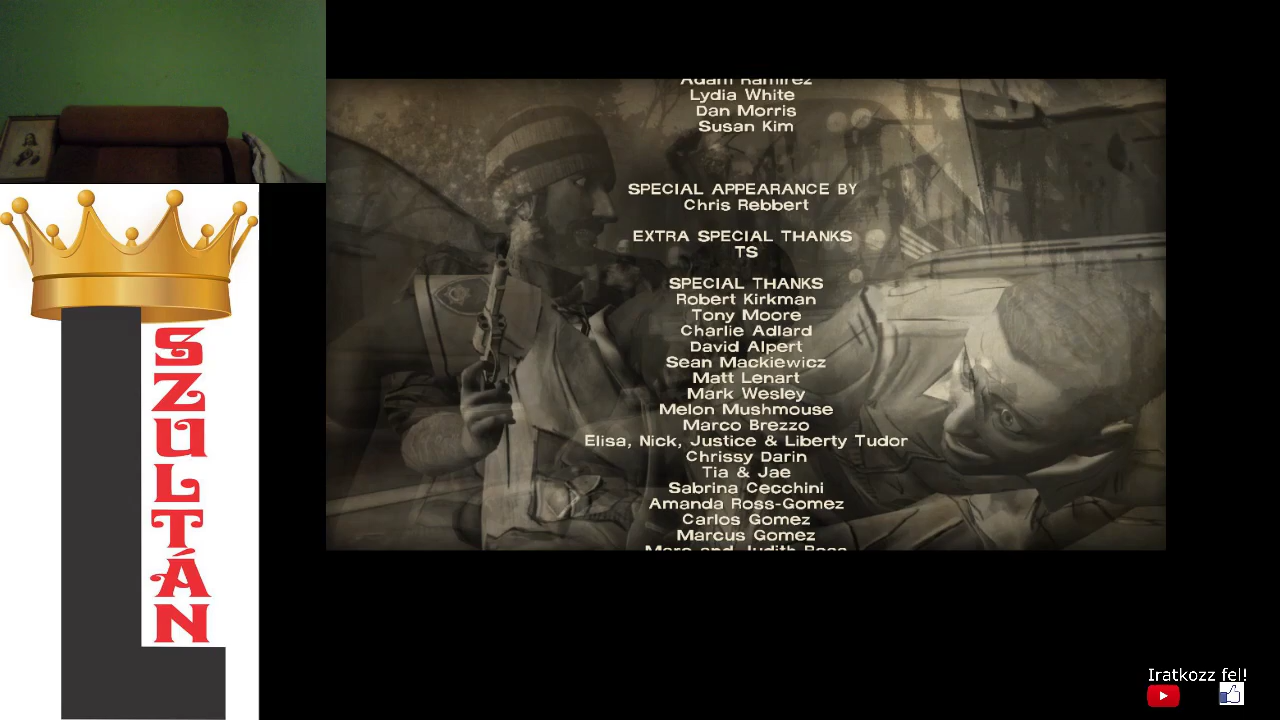 Adam Ramirez
Lydia White
Dan Morris
Susan Kim
SPECIAL APPEARANCE BY
Chris Rebbert
EXTRA SPECIAL THANKS
TS
SPECIAL THANKS
Robert Kirkman
Tony Moore
Charlie Adlard
David Alpert
Sean Mackiewicz
Matt Lenart
Mark Wesley
Melon Mushmouse
Marco Brezzo
Elisa, Nick, Justice & Liberty Tudor
Chrissy Darin
Tia & Jae
Sabrina Cecchini
Amanda Ross-Gomez
Carlos Gomez
Marcus Gomez
L
SZULTÁN
Iratkozz fel!